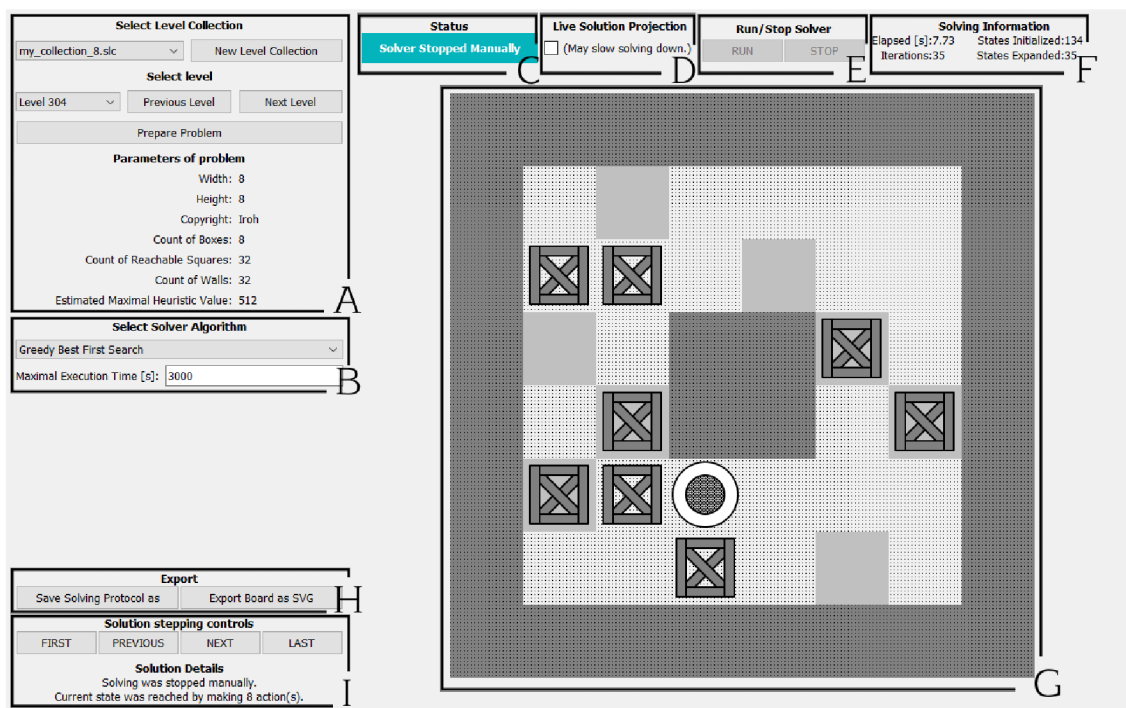 Select Level Collection
my_collection_8.slc New Level Collection
Select level
Level 304 Previous Level Next Level
Prepare Problem
Parameters of problem
Width: 8
Height: 8
Copyright: Iroh
Count of Boxes: 8
Count of Reachable Squares: 32
Count of Walls: 32
Estimated Maximal Heuristic Value: 512
A
Select Solver Algorithm
Greedy Best First Search
Maximal Execution Time [s]: 3000
B
Status
Solver Stopped Manually
C
Live Solution Projection
(May slow solving down.)
D
Run/Stop Solver
RUN STOP
E
Solving Information
Elapsed [s]:7.73 States Initialized:134
Iterations:35 States Expanded:35
F
G
Export
Save Solving Protocol as Export Board as SVG
H
Solution stepping controls
FIRST PREVIOUS NEXT LAST
Solution Details
Solving was stopped manually.
Current state was reached by making 8 action(s).
I